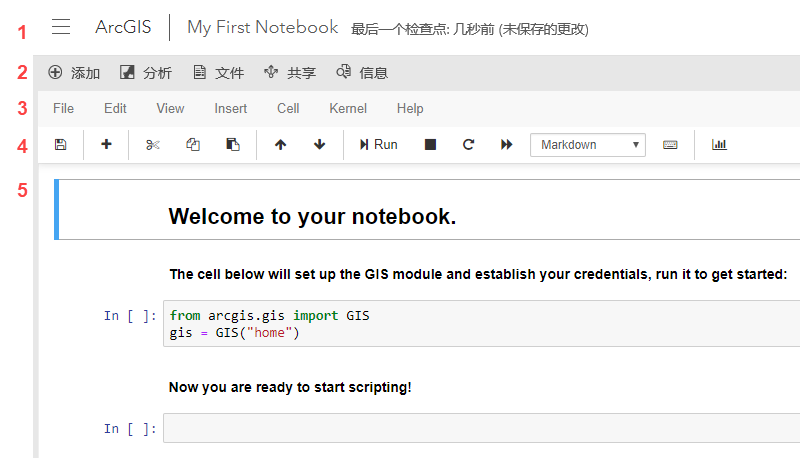 1 ArcGIS My First Notebook 最后一个检查点: 几秒前 (未保存的更改)
2 添加 分析 文件 共享 信息
3 File Edit View Insert Cell Kernel Help
4 Run Markdown
5
Welcome to your notebook.
The cell below will set up the GIS module and establish your credentials, run it to get started:
In [ ]: from arcgis.gis import GIS
gis = GIS("home")
Now you are ready to start scripting!
In [ ]: